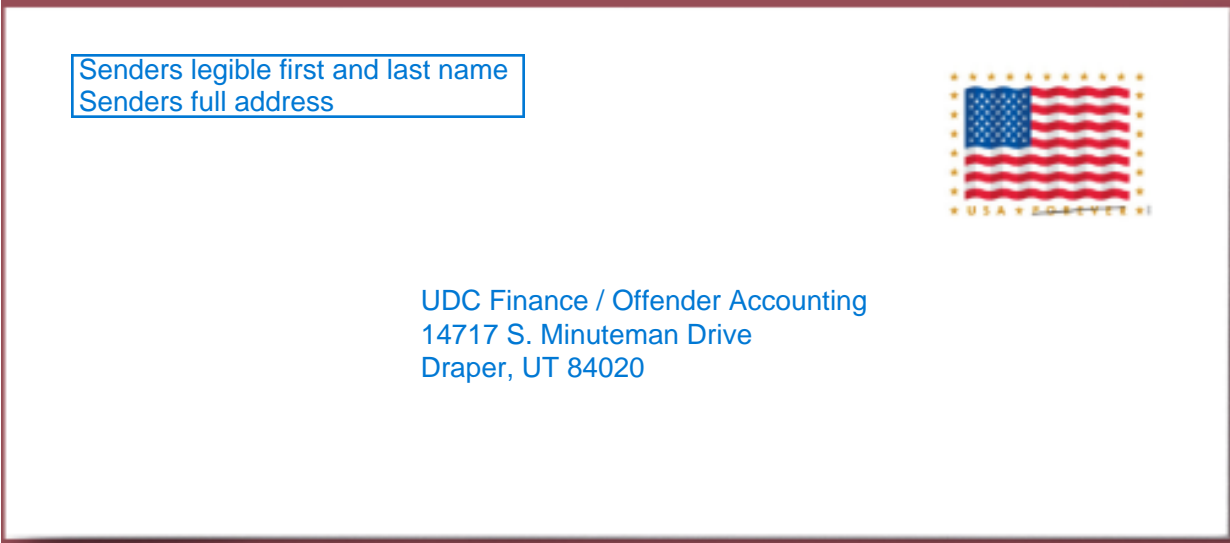 Senders legible first and last name
Senders full address
USA FOREVER
UDC Finance / Offender Accounting
14717 S. Minuteman Drive
Draper, UT 84020